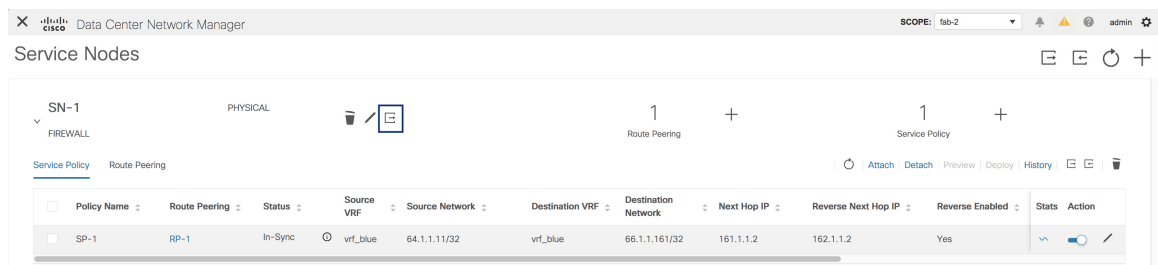 cisco Data Center Network Manager SCOPE: fab-2 admin
Service Nodes
SN-1 PHYSICAL 1 1
FIREWALL Route Peering Service Policy
Service Policy Route Peering Attach Detach Preview Deploy History
Policy Name Route Peering Status Source VRF Source Network Destination VRF Destination Network Next Hop IP Reverse Next Hop IP Reverse Enabled Stats Action
SP-1 RP-1 In-Sync vrf_blue 64.1.1.11/32 vrf_blue 66.1.1.161/32 161.1.1.2 162.1.1.2 Yes